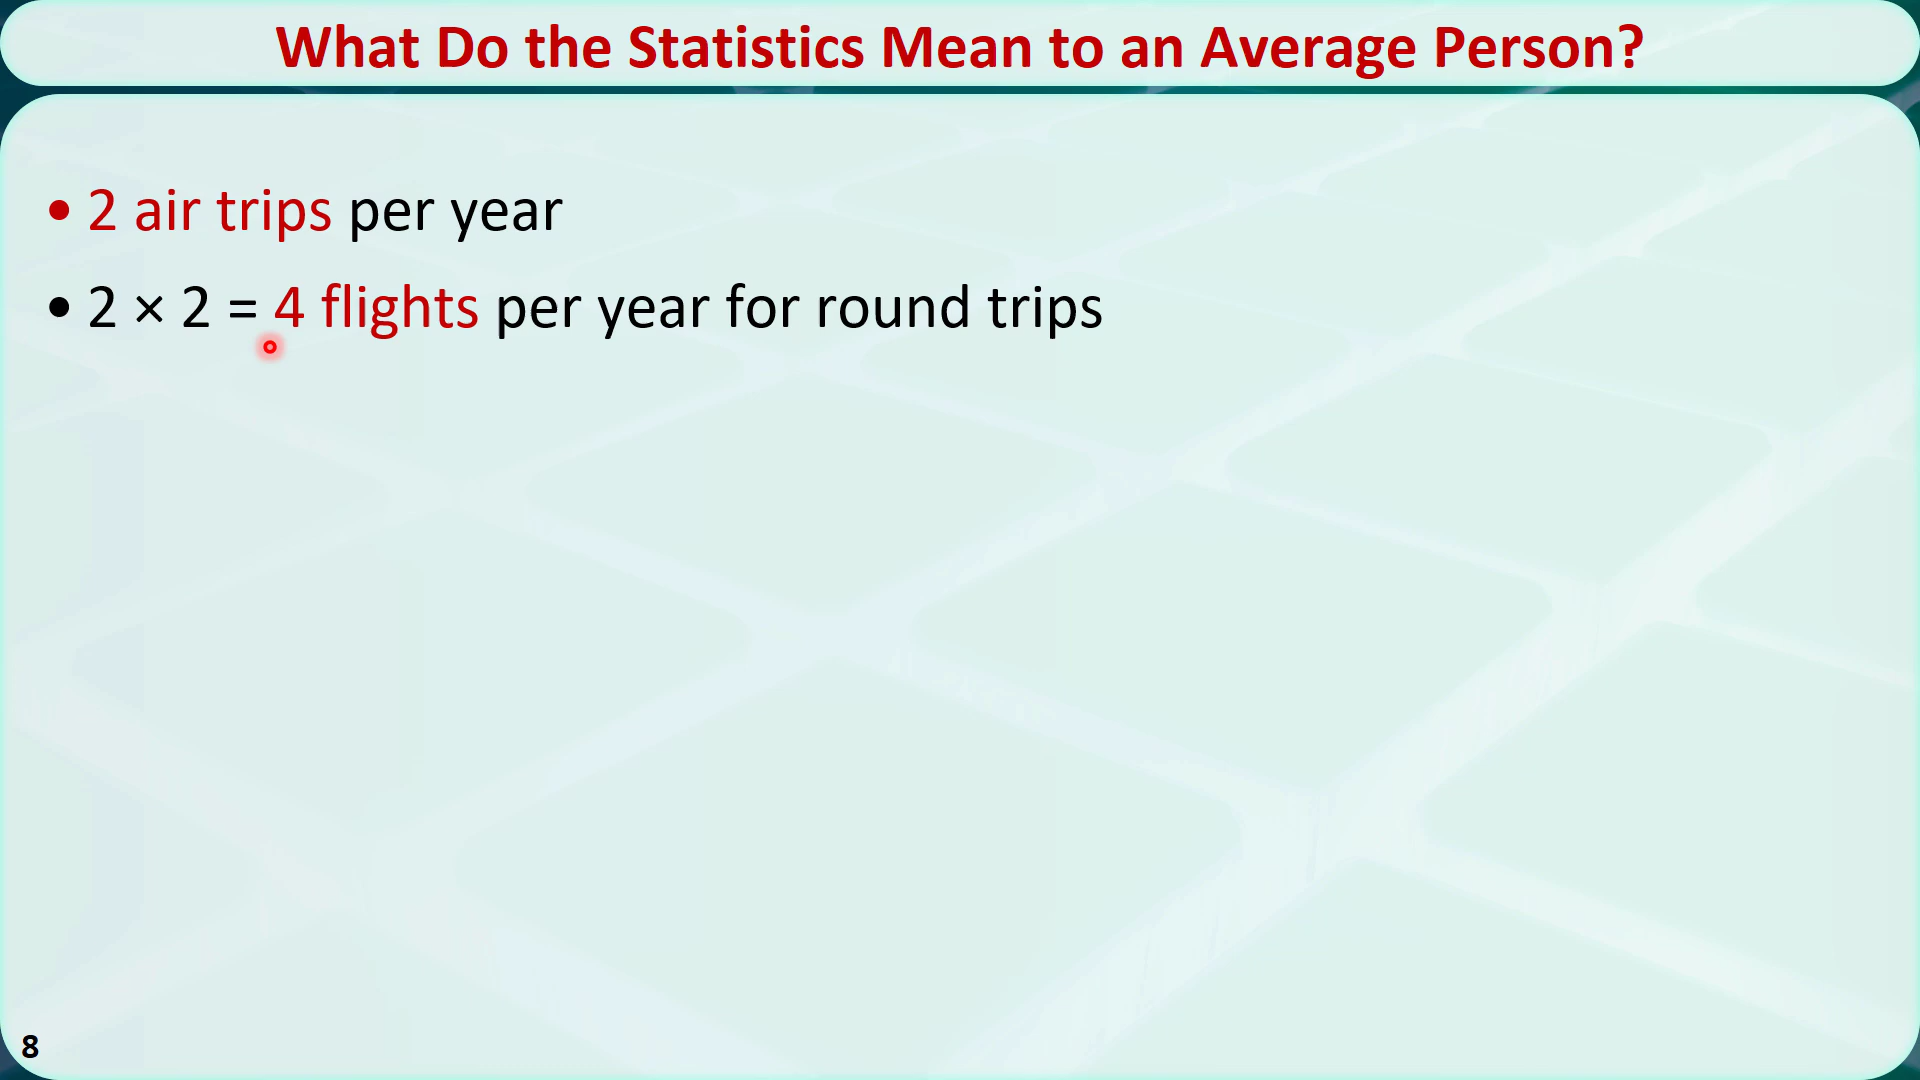 What Do the Statistics Mean to an Average Person?
• 2 air trips per year
• 2 × 2 = 4 flights per year for round trips
8